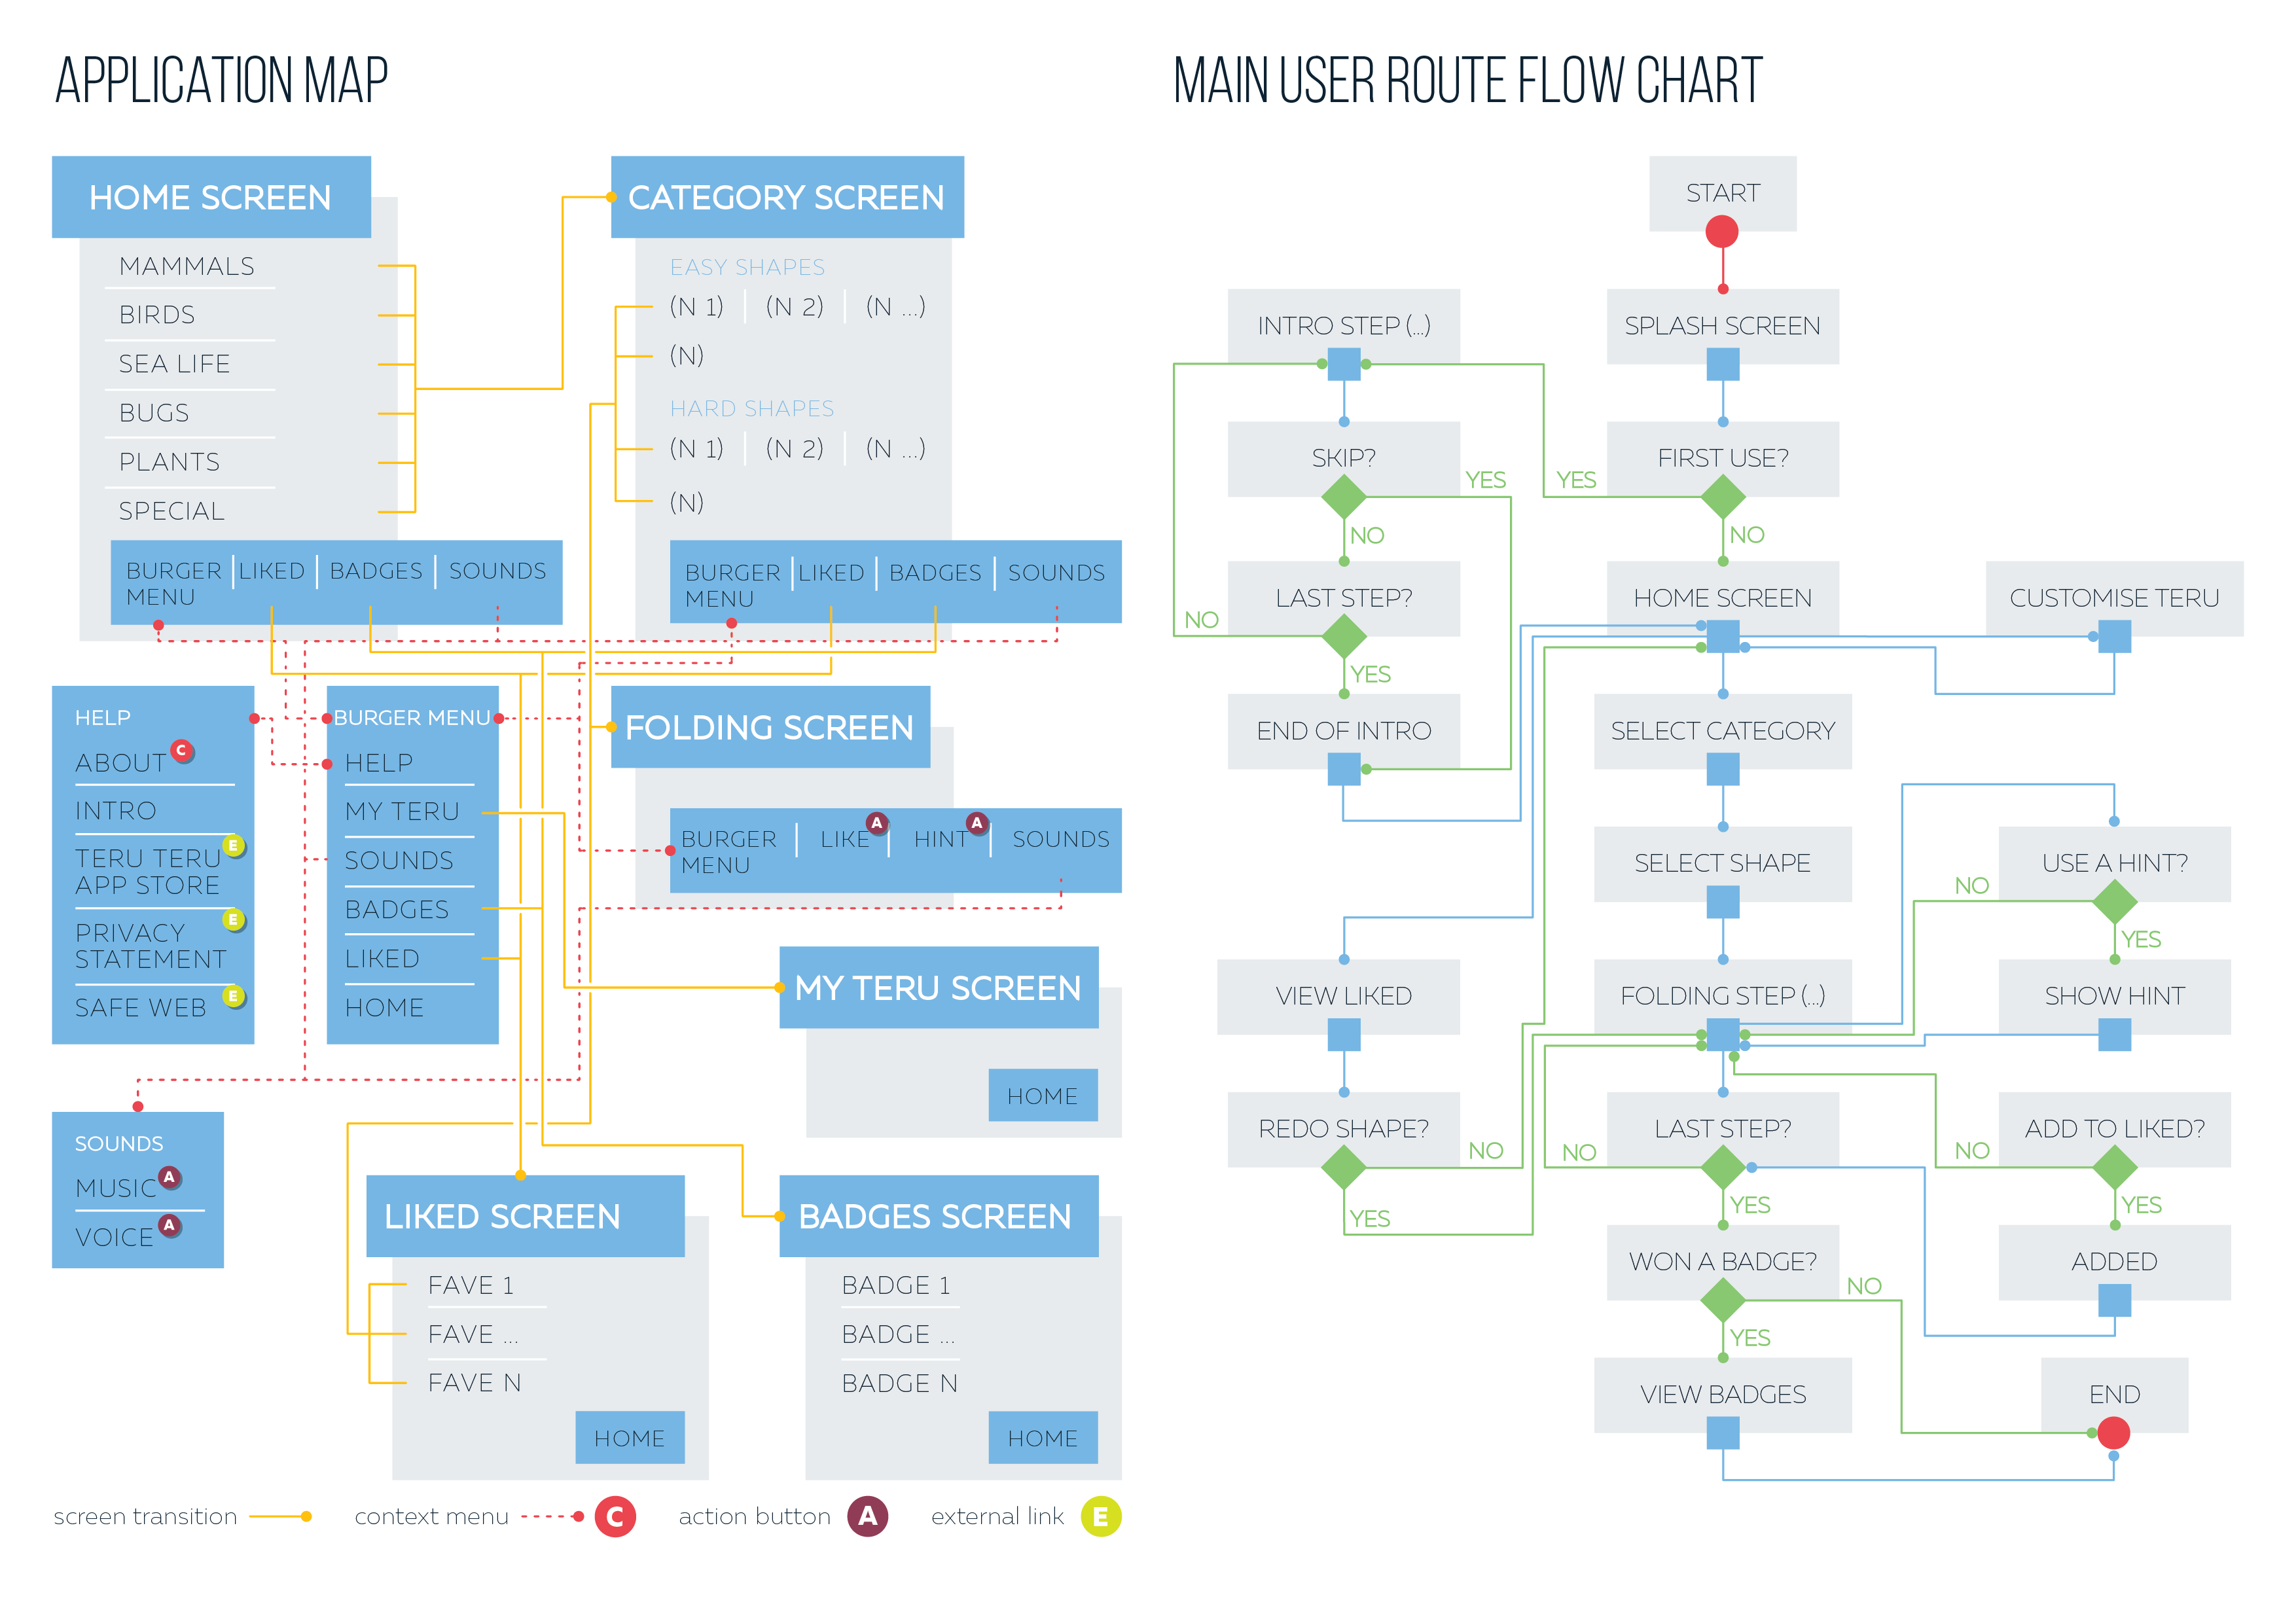 APPLICATION MAP
HOME SCREEN
MAMMALS
BIRDS
SEA LIFE
BUGS
PLANTS
SPECIAL
BURGER MENU
LIKED
BADGES
SOUNDS
CATEGORY SCREEN
EASY SHAPES
(N 1) (N 2) (N ...)
(N)
HARD SHAPES
(N 1) (N 2) (N ...)
(N)
BURGER MENU
LIKED
BADGES
SOUNDS
HELP
ABOUT C
INTRO
TERU TERU E
APP STORE
PRIVACY E
STATEMENT
SAFE WEB E
BURGER MENU
HELP
MY TERU
SOUNDS
BADGES
LIKED
HOME
FOLDING SCREEN
BURGER MENU
LIKE A
HINT A
SOUNDS
MY TERU SCREEN
HOME
SOUNDS
MUSIC A
VOICE A
LIKED SCREEN
FAVE 1
FAVE ...
FAVE N
HOME
BADGES SCREEN
BADGE 1
BADGE ...
BADGE N
HOME
screen transition
context menu C
action button A
external link E
MAIN USER ROUTE FLOW CHART
START
INTRO STEP (...)
SPLASH SCREEN
SKIP?
YES
NO
FIRST USE?
YES
NO
LAST STEP?
NO
YES
HOME SCREEN
CUSTOMISE TERU
END OF INTRO
SELECT CATEGORY
SELECT SHAPE
USE A HINT?
NO
YES
VIEW LIKED
FOLDING STEP (...)
SHOW HINT
REDO SHAPE?
NO
YES
LAST STEP?
NO
YES
ADD TO LIKED?
NO
YES
WON A BADGE?
NO
YES
ADDED
VIEW BADGES
END